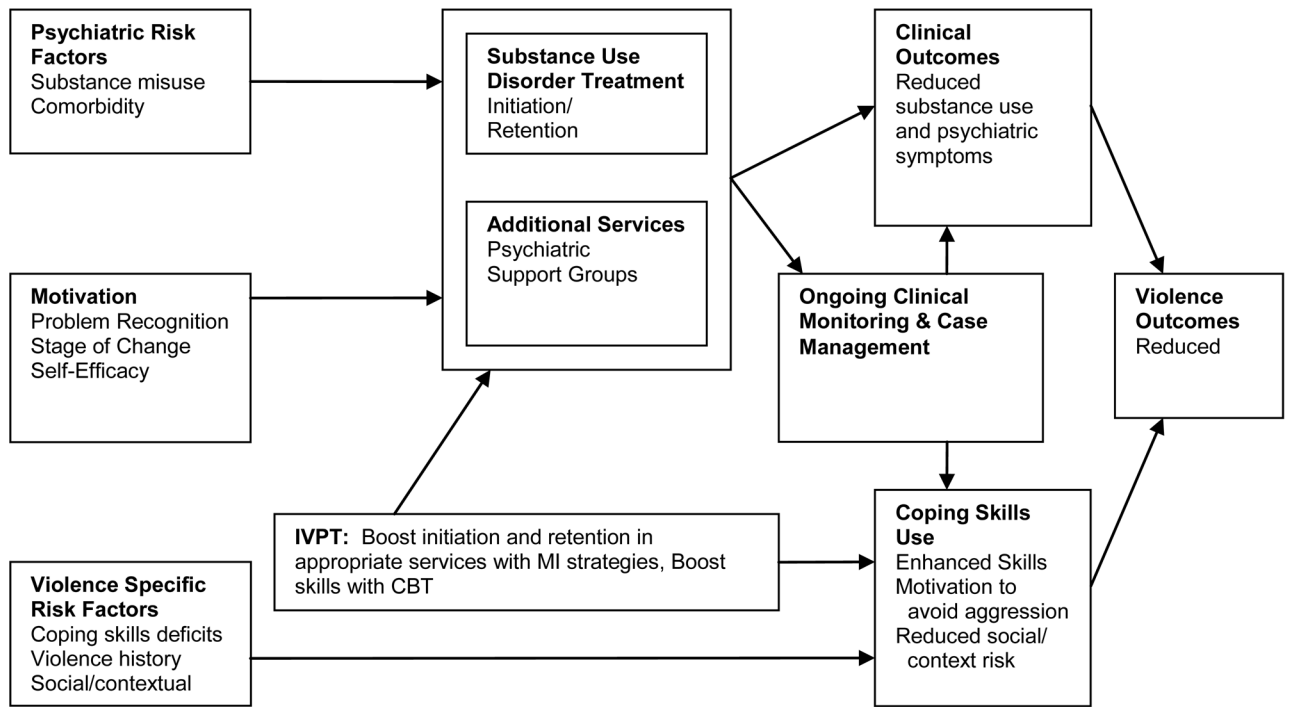 Psychiatric Risk
Factors
Substance misuse
Comorbidity
Substance Use
Disorder Treatment
Initiation/
Retention
Additional Services
Psychiatric
Support Groups
Clinical
Outcomes
Reduced
substance use
and psychiatric
symptoms
Motivation
Problem Recognition
Stage of Change
Self-Efficacy
Ongoing Clinical
Monitoring & Case
Management
Violence
Outcomes
Reduced
IVPT:  Boost initiation and retention in
appropriate services with MI strategies, Boost
skills with CBT
Coping Skills
Use
Enhanced Skills
Motivation to
avoid aggression
Reduced social/
context risk
Violence Specific
Risk Factors
Coping skills deficits
Violence history
Social/contextual